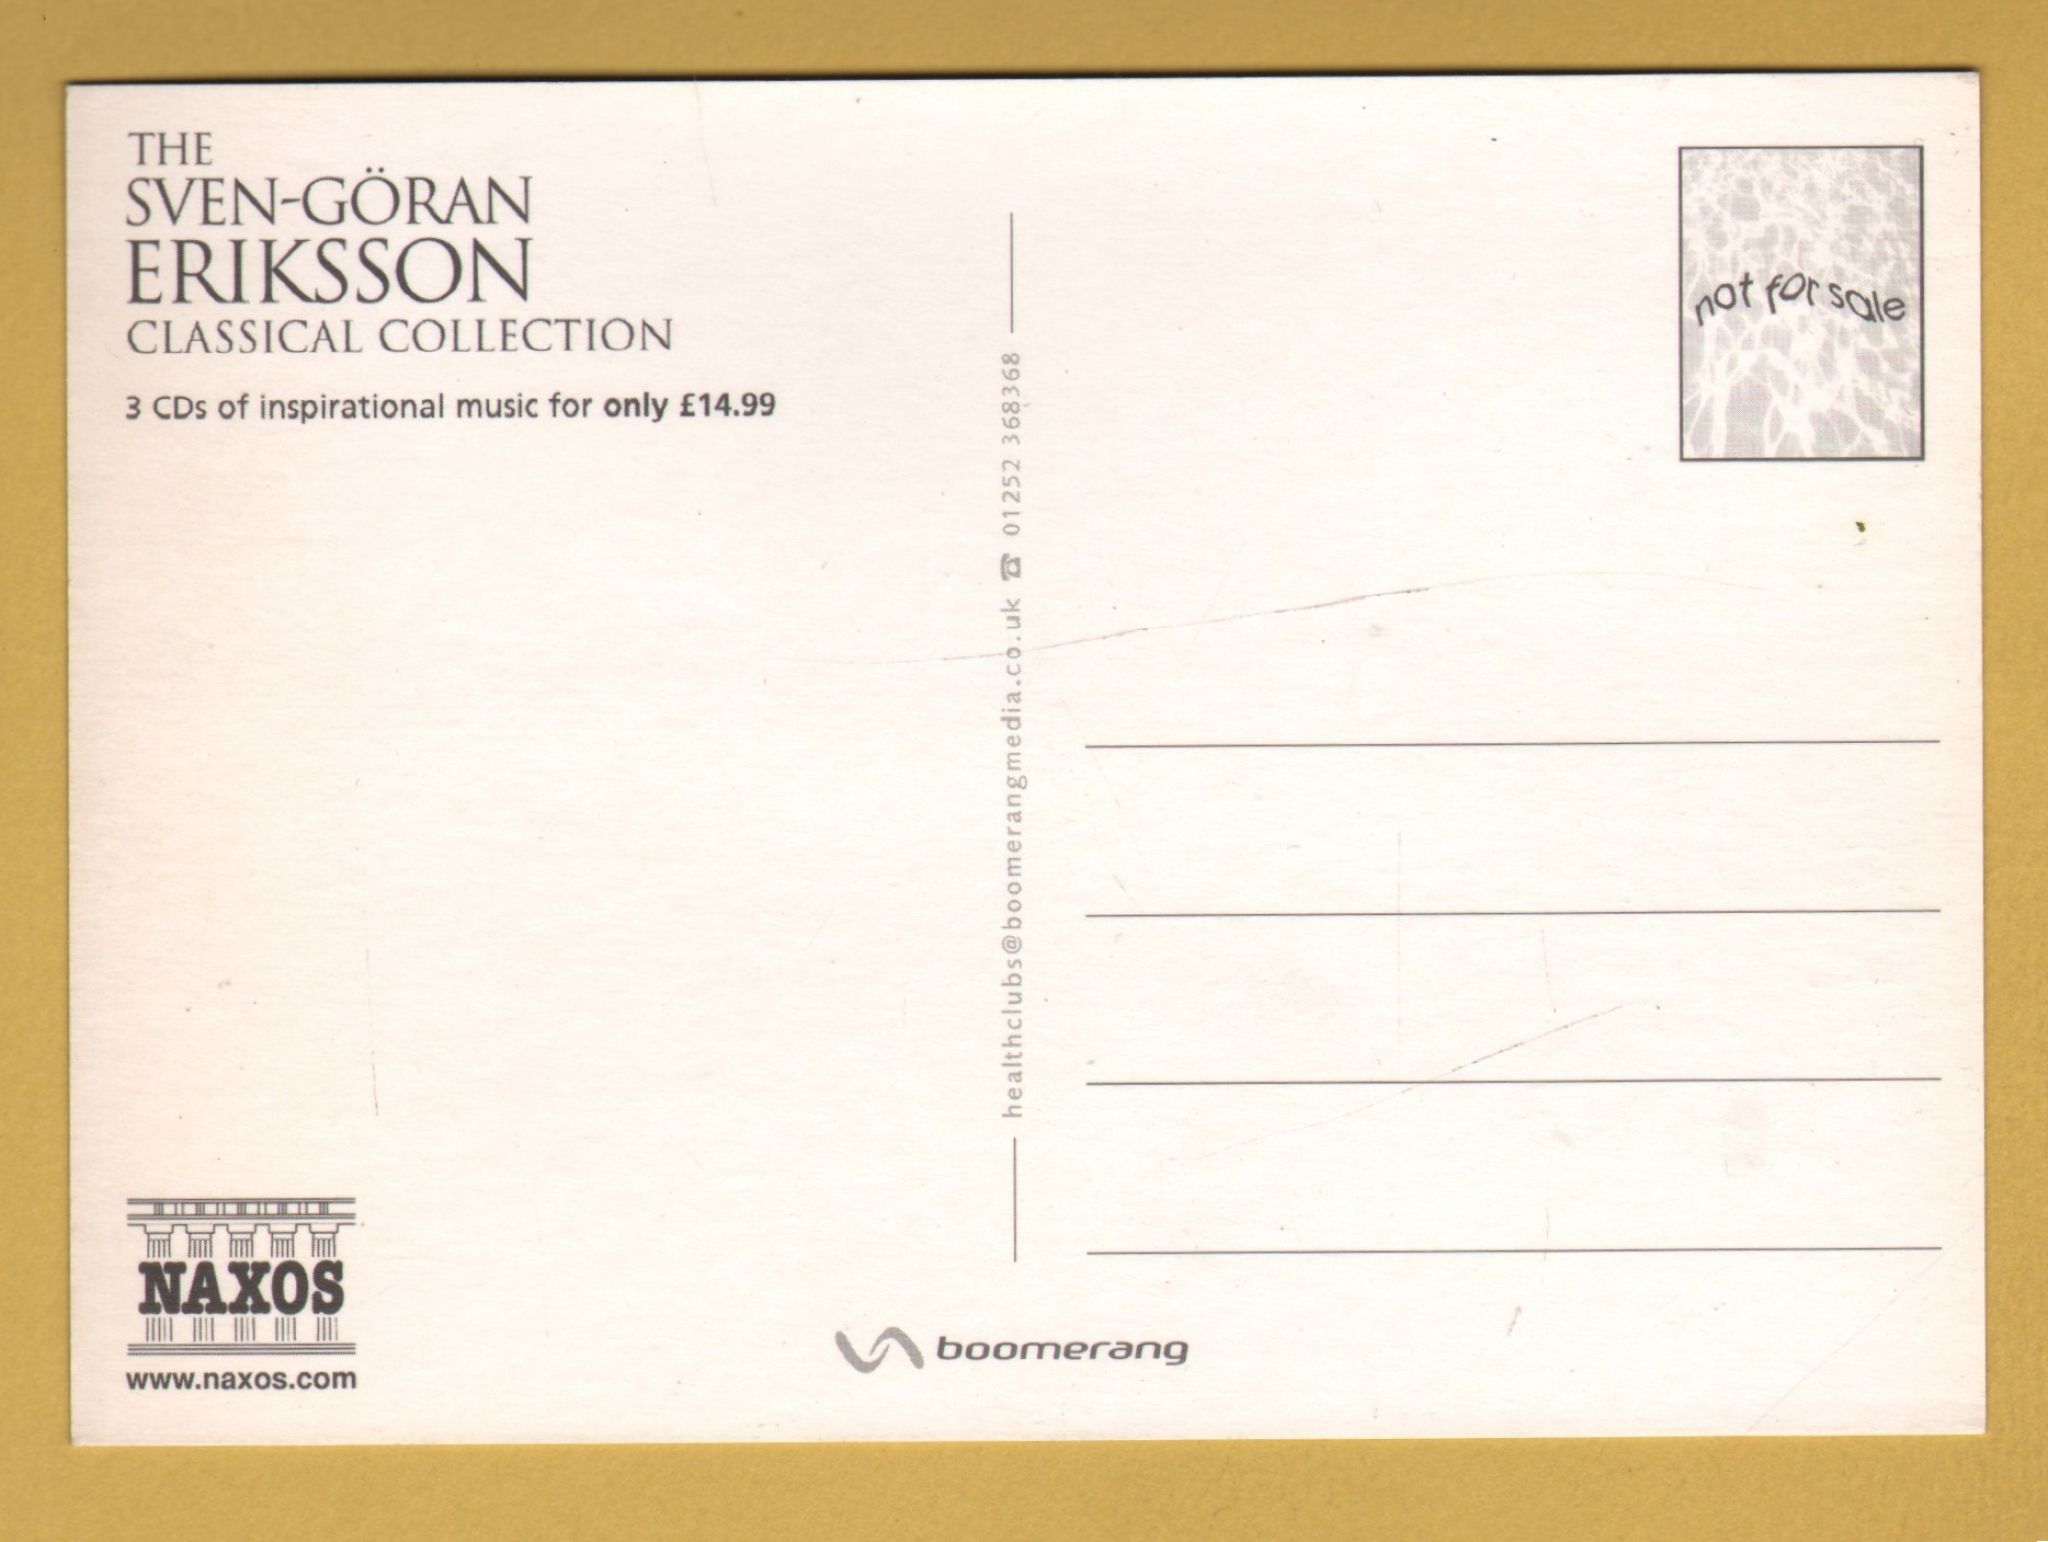 THE
SVEN-GÖRAN
ERIKSSON
CLASSICAL COLLECTION
3 CDs of inspirational music for only £14.99
NAXOS
www.naxos.com
healthclubs@boomerangmedia.co.uk ☎ 01252 368368
boomerang
not for sale